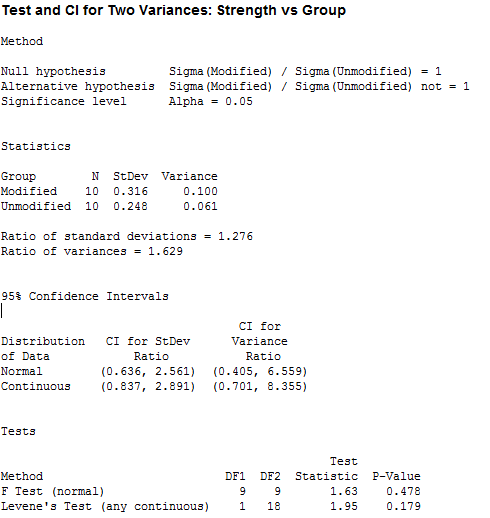 Test and CI for Two Variances: Strength vs Group
Method
Null hypothesis Sigma(Modified) / Sigma(Unmodified) = 1
Alternative hypothesis Sigma(Modified) / Sigma(Unmodified) not = 1
Significance level Alpha = 0.05
Statistics
Group N StDev Variance
Modified 10 0.316 0.100
Unmodified 10 0.248 0.061
Ratio of standard deviations = 1.276
Ratio of variances = 1.629
95% Confidence Intervals
CI for
Distribution CI for StDev Variance
of Data Ratio Ratio
Normal (0.636, 2.561) (0.405, 6.559)
Continuous (0.837, 2.891) (0.701, 8.355)
Tests
Test
Method DF1 DF2 Statistic P-Value
F Test (normal) 9 9 1.63 0.478
Levene's Test (any continuous) 1 18 1.95 0.179